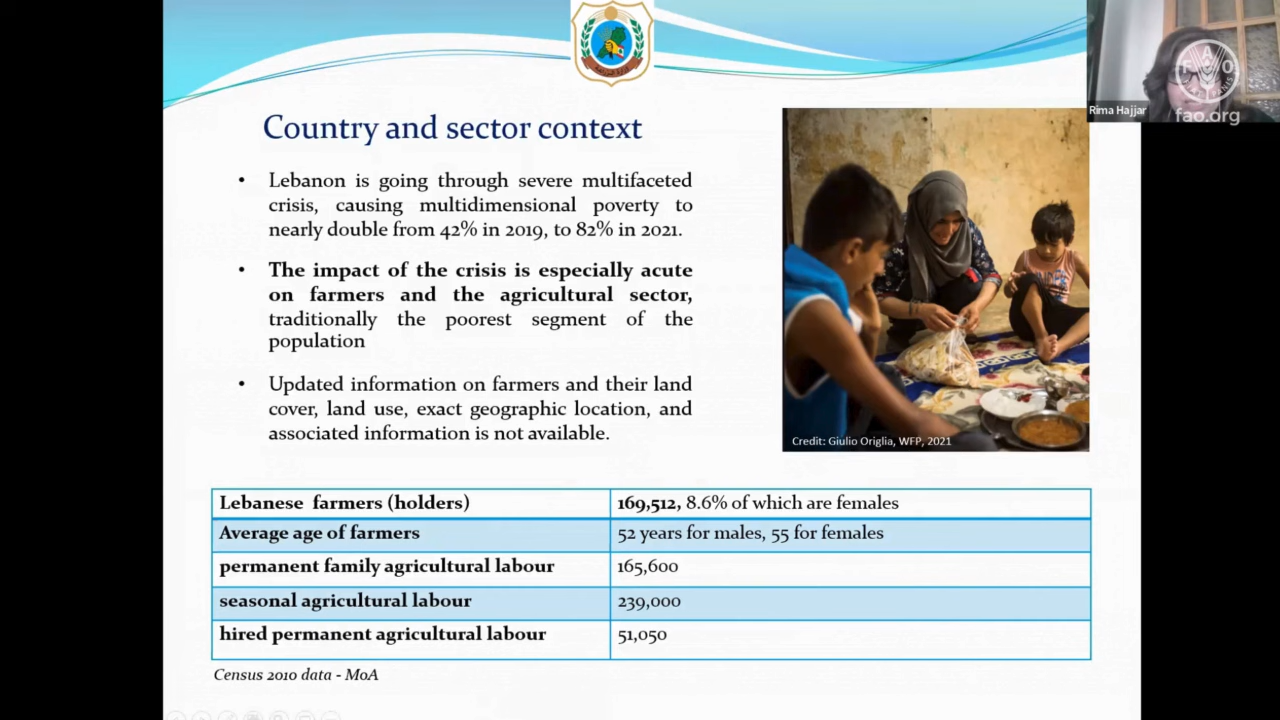 Rima Hajjar
FAO
fao.org
Country and sector context
• Lebanon is going through severe multifaceted
crisis, causing multidimensional poverty to
nearly double from 42% in 2019, to 82% in 2021.
• The impact of the crisis is especially acute
on farmers and the agricultural sector,
traditionally the poorest segment of the
population
• Updated information on farmers and their land
cover, land use, exact geographic location, and
associated information is not available.
Credit: Giulio Origlia, WFP, 2021
Lebanese farmers (holders) 169,512, 8.6% of which are females
Average age of farmers 52 years for males, 55 for females
permanent family agricultural labour 165,600
seasonal agricultural labour 239,000
hired permanent agricultural labour 51,050
Census 2010 data - MoA